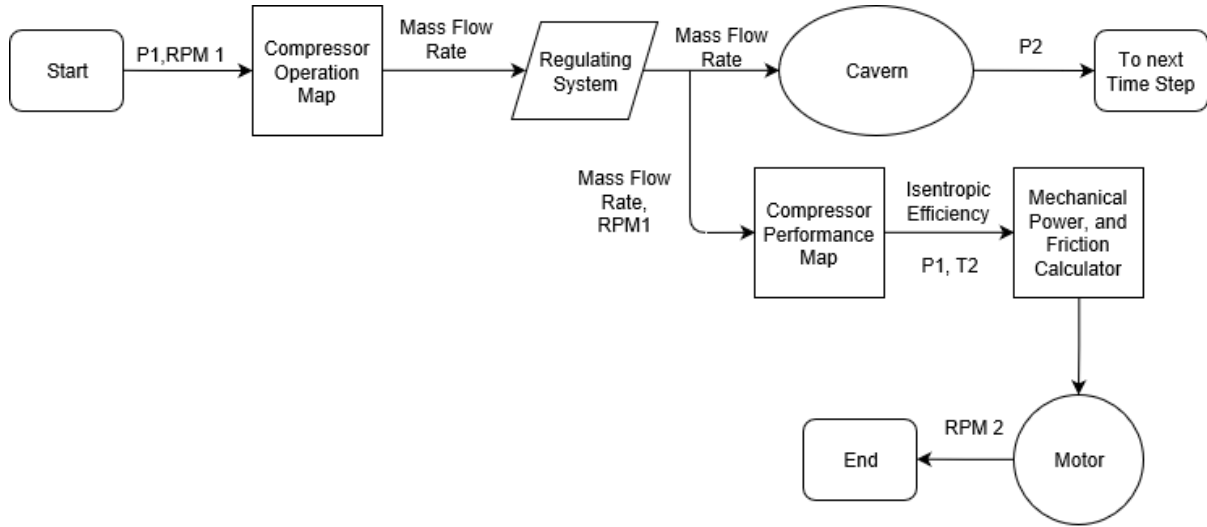 Start
P1,RPM 1
Compressor
Operation
Map
Mass Flow
Rate
Regulating
System
Mass Flow
Rate
Cavern
P2
To next
Time Step
Mass Flow
Rate,
RPM1
Compressor
Performance
Map
Isentropic
Efficiency
P1, T2
Mechanical
Power, and
Friction
Calculator
Motor
RPM 2
End